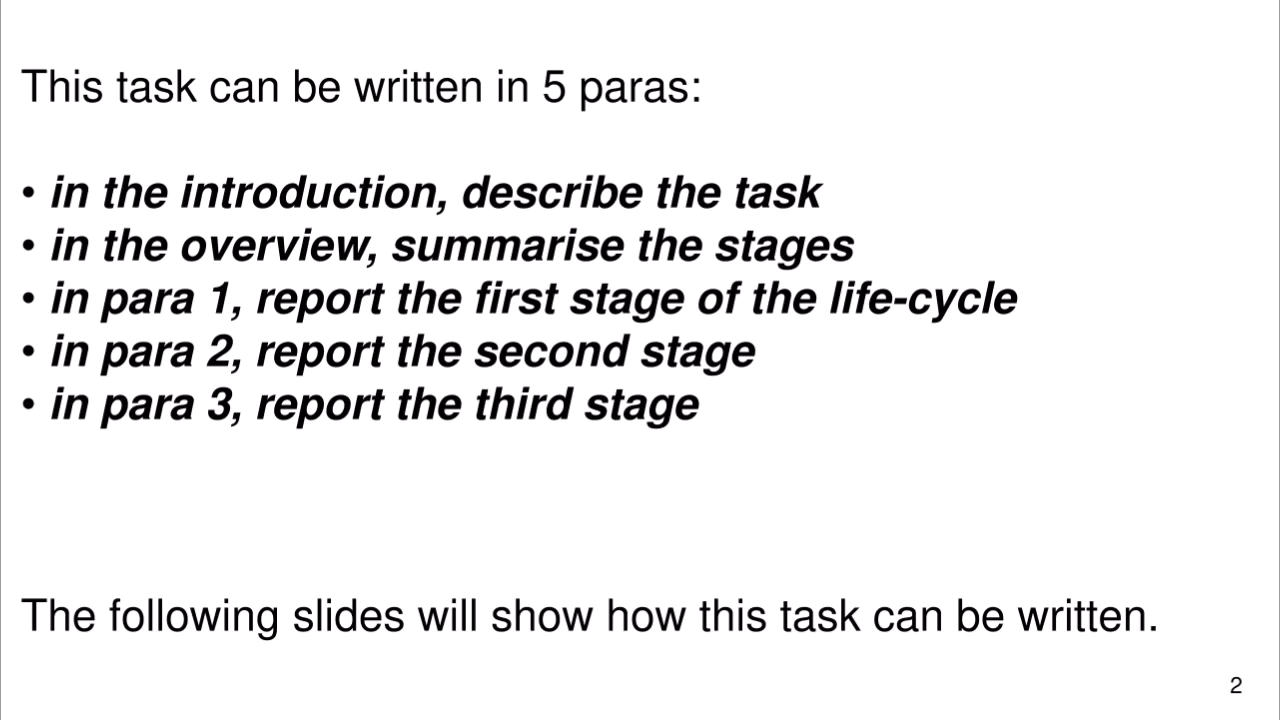 This task can be written in 5 paras:
• in the introduction, describe the task
• in the overview, summarise the stages
• in para 1, report the first stage of the life-cycle
• in para 2, report the second stage
• in para 3, report the third stage
The following slides will show how this task can be written.
2